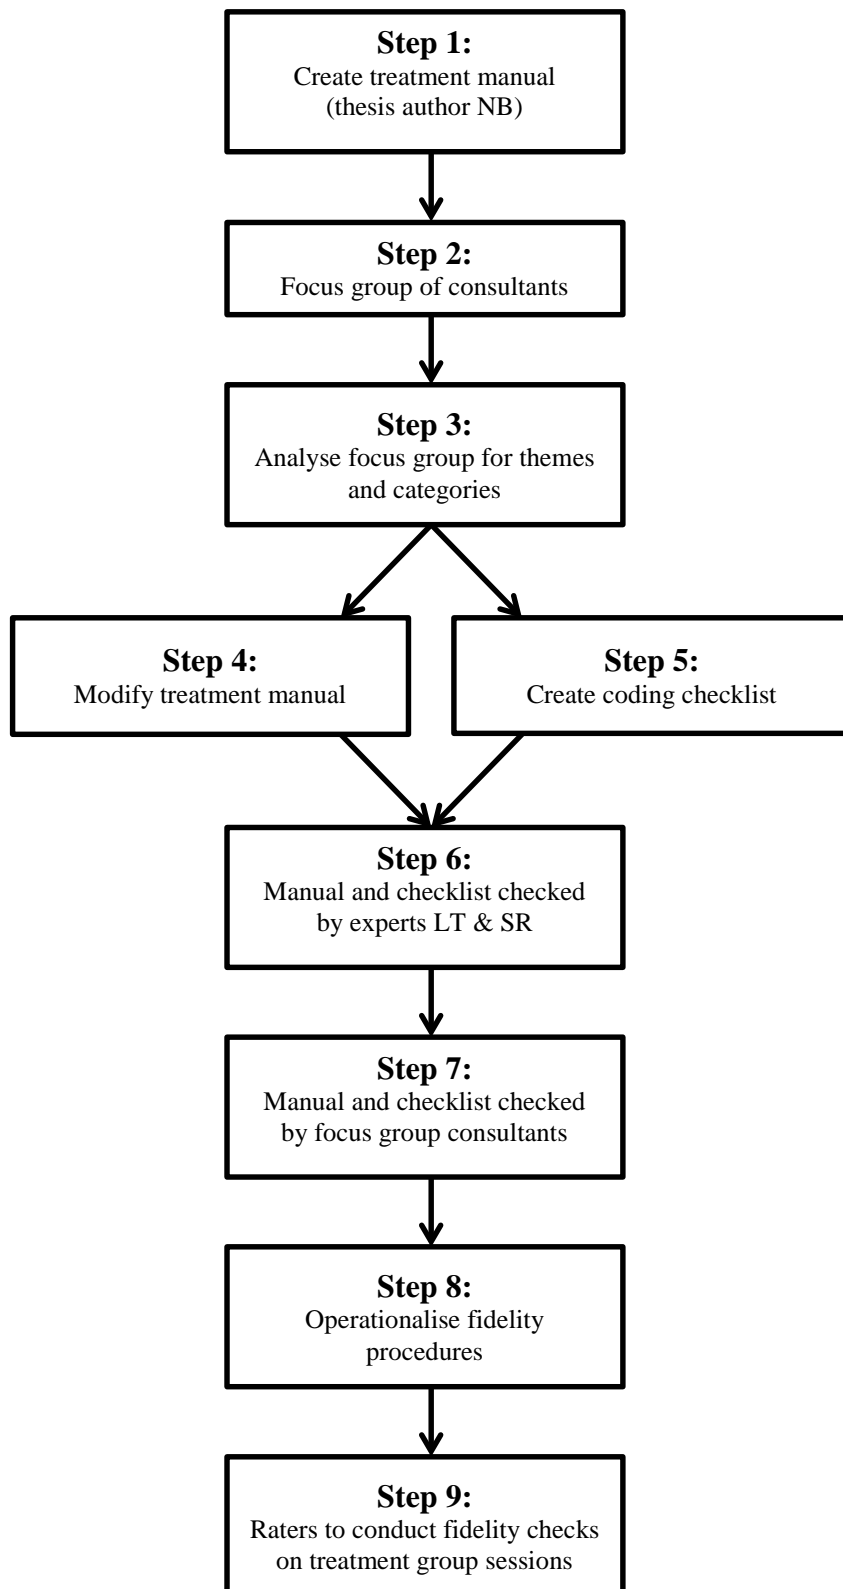 Step 1:
Create treatment manual
(thesis author NB)
Step 2:
Focus group of consultants
Step 3:
Analyse focus group for themes
and categories
Step 4:
Modify treatment manual
Step 5:
Create coding checklist
Step 6:
Manual and checklist checked
by experts LT & SR
Step 7:
Manual and checklist checked
by focus group consultants
Step 8:
Operationalise fidelity
procedures
Step 9:
Raters to conduct fidelity checks
on treatment group sessions